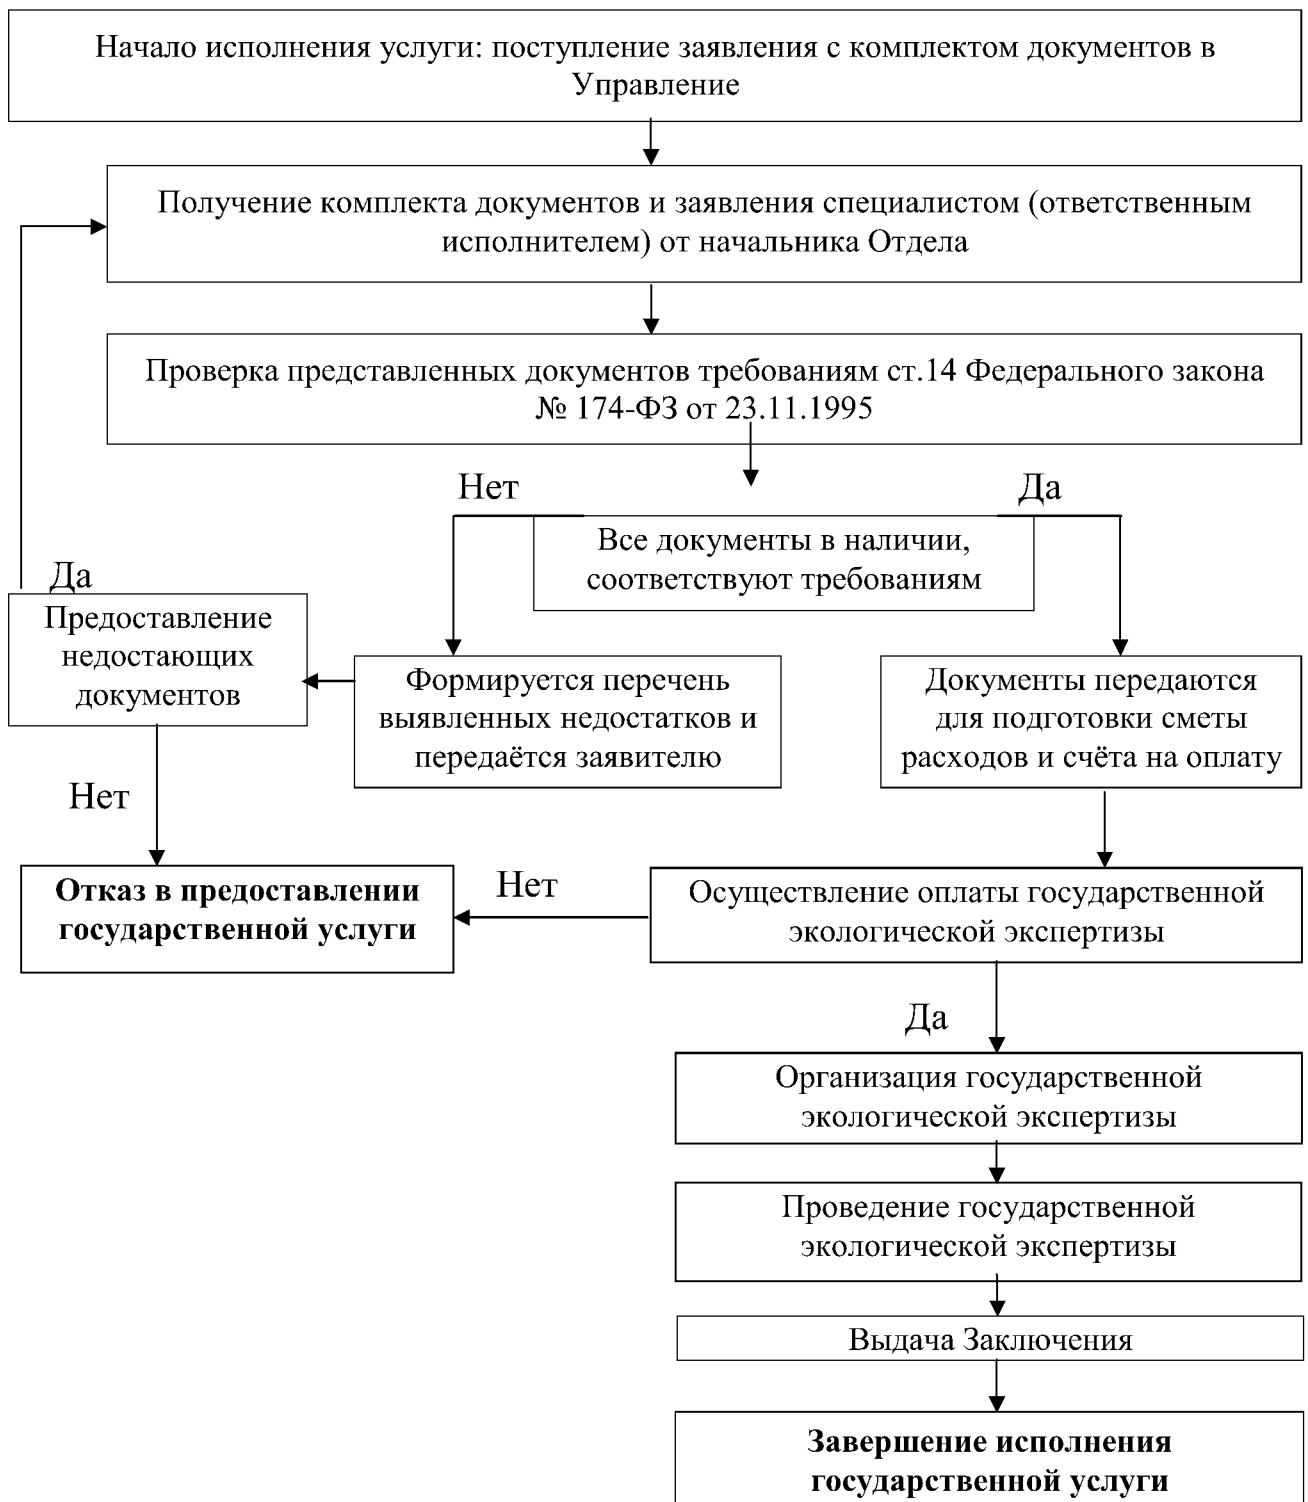 Начало исполнения услуги: поступление заявления с комплектом документов в
Управление
Получение комплекта документов и заявления специалистом (ответственным
исполнителем) от начальника Отдела
Проверка представленных документов требованиям ст.14 Федерального закона
№ 174-ФЗ от 23.11.1995
Нет
Да
Все документы в наличии,
соответствуют требованиям
Да
Предоставление
недостающих
документов
Формируется перечень
выявленных недостатков и
передаётся заявителю
Документы передаются
для подготовки сметы
расходов и счёта на оплату
Нет
Отказ в предоставлении
государственной услуги
Нет
Осуществление оплаты государственной
экологической экспертизы
Да
Организация государственной
экологической экспертизы
Проведение государственной
экологической экспертизы
Выдача Заключения
Завершение исполнения
государственной услуги